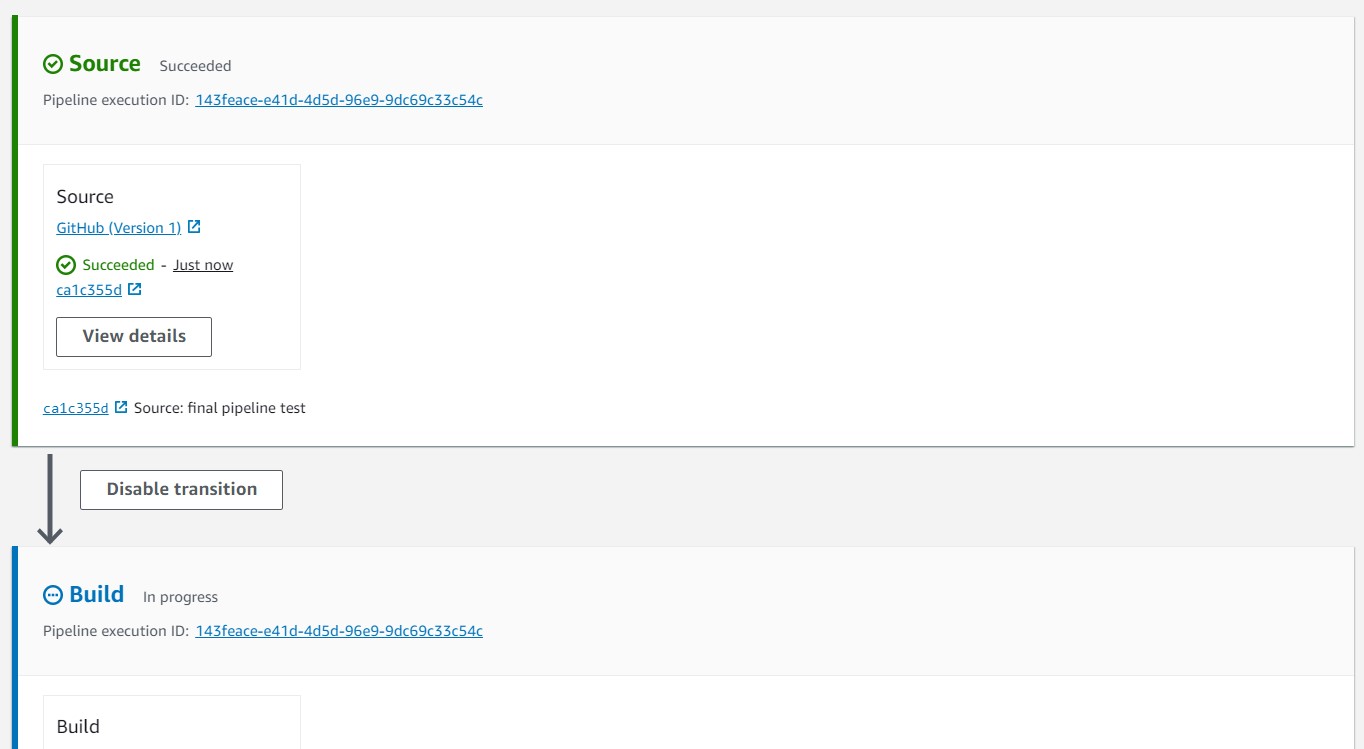 Source Succeeded
Pipeline execution ID: 143feace-e41d-4d5d-96e9-9dc69c33c54c
Source
GitHub (Version 1)
Succeeded - Just now
ca1c355d
View details
ca1c355d Source: final pipeline test
Disable transition
Build In progress
Pipeline execution ID: 143feace-e41d-4d5d-96e9-9dc69c33c54c
Build